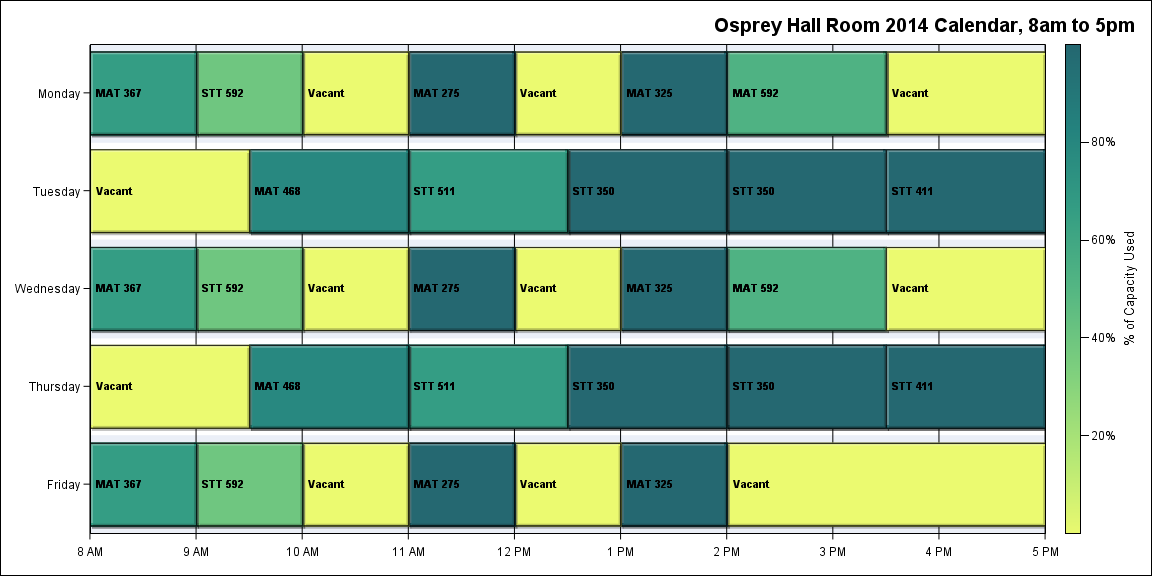 Osprey Hall Room 2014 Calendar, 8am to 5pm
Monday
MAT 367
STT 592
Vacant
MAT 275
Vacant
MAT 325
MAT 592
Vacant
Tuesday
Vacant
MAT 468
STT 511
STT 350
STT 350
STT 411
Wednesday
MAT 367
STT 592
Vacant
MAT 275
Vacant
MAT 325
MAT 592
Vacant
Thursday
Vacant
MAT 468
STT 511
STT 350
STT 350
STT 411
Friday
MAT 367
STT 592
Vacant
MAT 275
Vacant
MAT 325
Vacant
8 AM
9 AM
10 AM
11 AM
12 PM
1 PM
2 PM
3 PM
4 PM
5 PM
80%
60%
40%
20%
% of Capacity Used